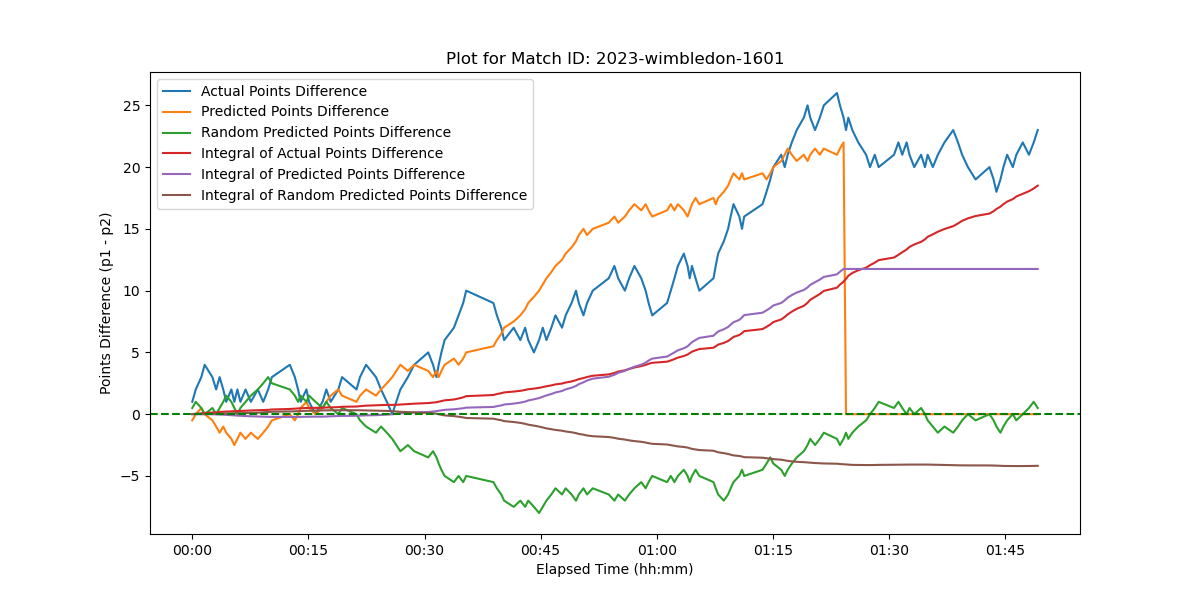 Plot for Match ID: 2023-wimbledon-1601
Actual Points Difference
Predicted Points Difference
Random Predicted Points Difference
Integral of Actual Points Difference
Integral of Predicted Points Difference
Integral of Random Predicted Points Difference
Points Difference (p1 - p2)
25
20
15
10
5
0
−5
00:00 00:15 00:30 00:45 01:00 01:15 01:30 01:45
Elapsed Time (hh:mm)